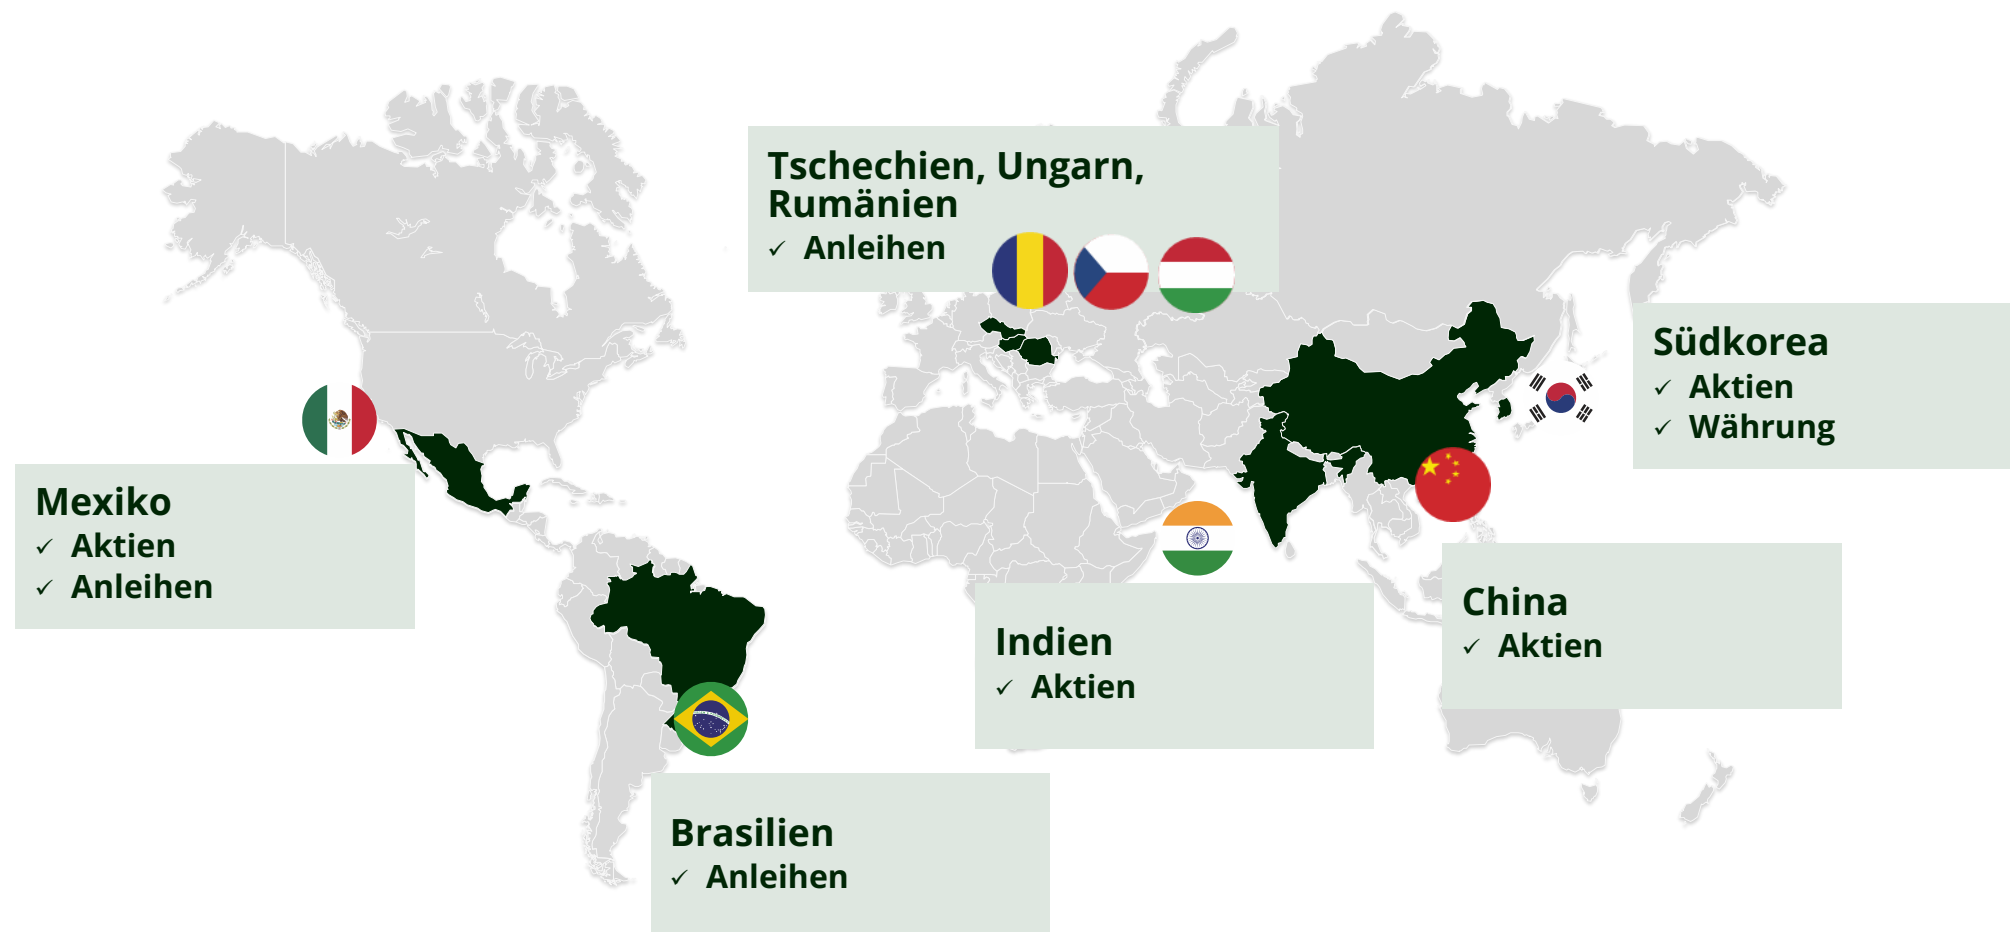 Tschechien, Ungarn,
Rumänien
✓ Anleihen
Südkorea
✓ Aktien
✓ Währung
Mexiko
✓ Aktien
✓ Anleihen
China
✓ Aktien
Indien
✓ Aktien
Brasilien
✓ Anleihen